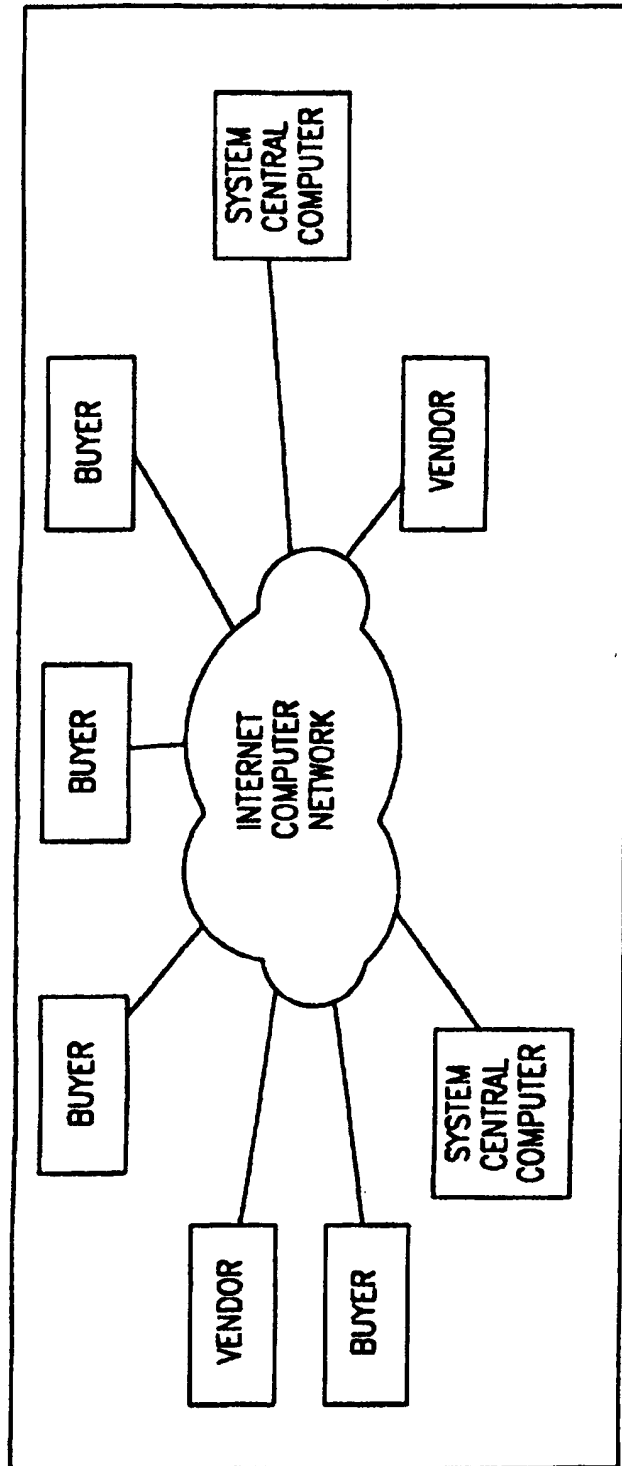 BUYER
BUYER
BUYER
VENDOR
BUYER
INTERNET
COMPUTER
NETWORK
SYSTEM
CENTRAL
COMPUTER
SYSTEM
CENTRAL
COMPUTER
VENDOR